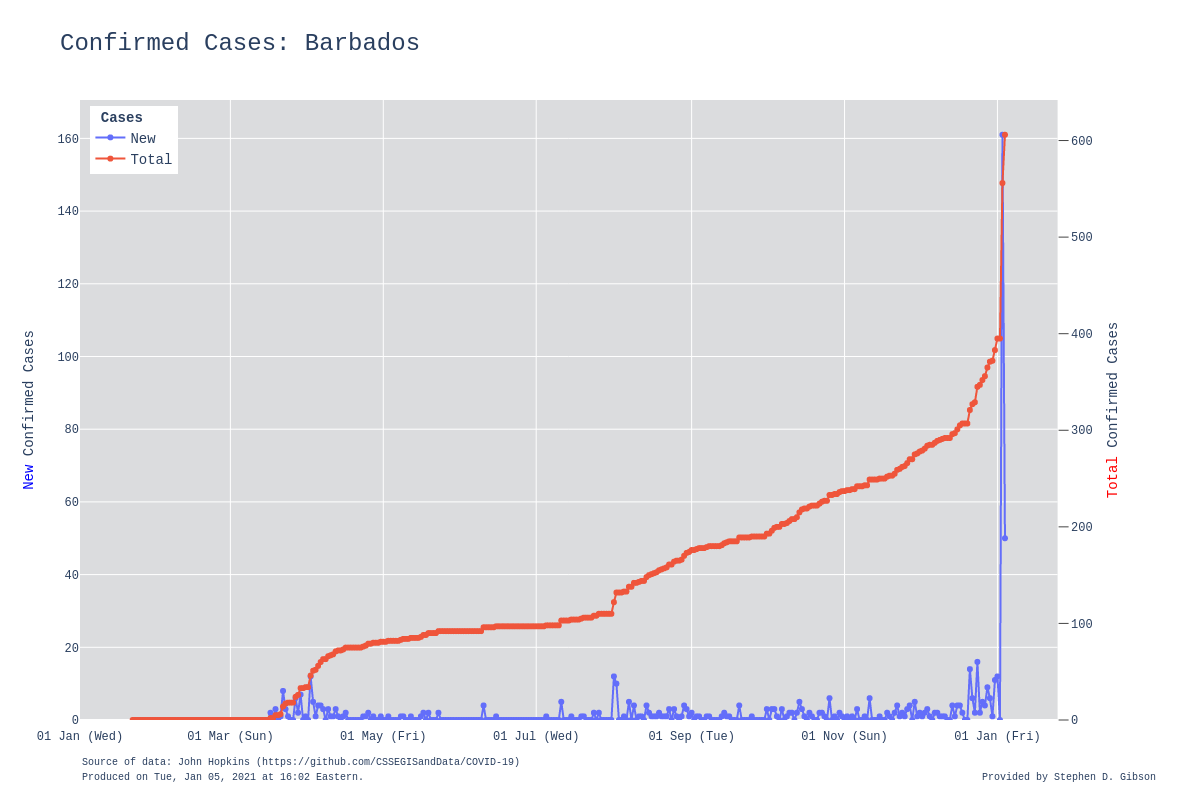 Confirmed Cases: Barbados
Cases
New
Total
160
140
120
100
80
60
40
20
0
600
500
400
300
200
100
0
New Confirmed Cases
Total Confirmed Cases
01 Jan (Wed)
01 Mar (Sun)
01 May (Fri)
01 Jul (Wed)
01 Sep (Tue)
01 Nov (Sun)
01 Jan (Fri)
Source of data: John Hopkins (https://github.com/CSSEGISandData/COVID-19)
Produced on Tue, Jan 05, 2021 at 16:02 Eastern.
Provided by Stephen D. Gibson